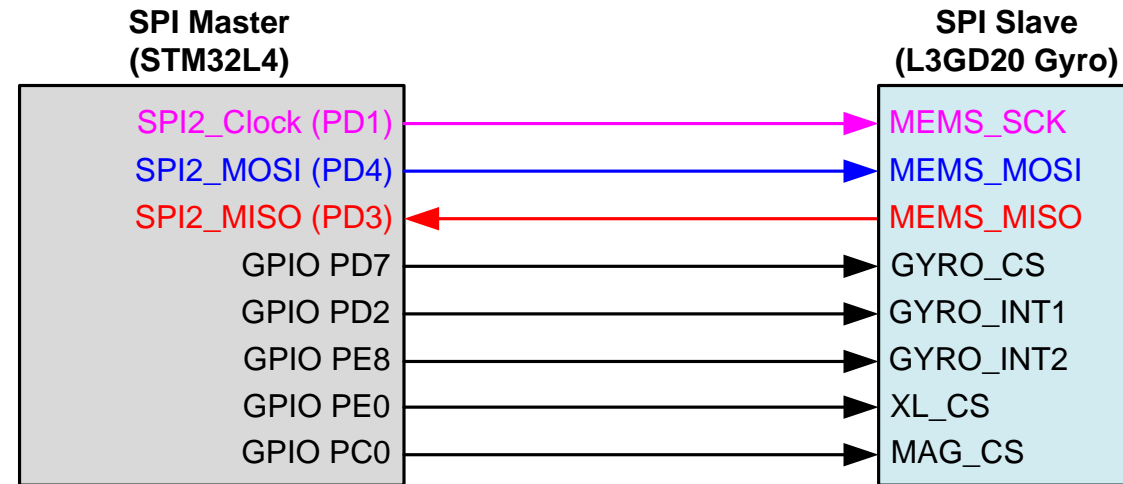 SPI Master
(STM32L4)
SPI Slave
(L3GD20 Gyro)
SPI2_Clock (PD1)
MEMS_SCK
SPI2_MOSI (PD4)
MEMS_MOSI
SPI2_MISO (PD3)
MEMS_MISO
GPIO PD7
GYRO_CS
GPIO PD2
GYRO_INT1
GPIO PE8
GYRO_INT2
GPIO PE0
XL_CS
GPIO PC0
MAG_CS